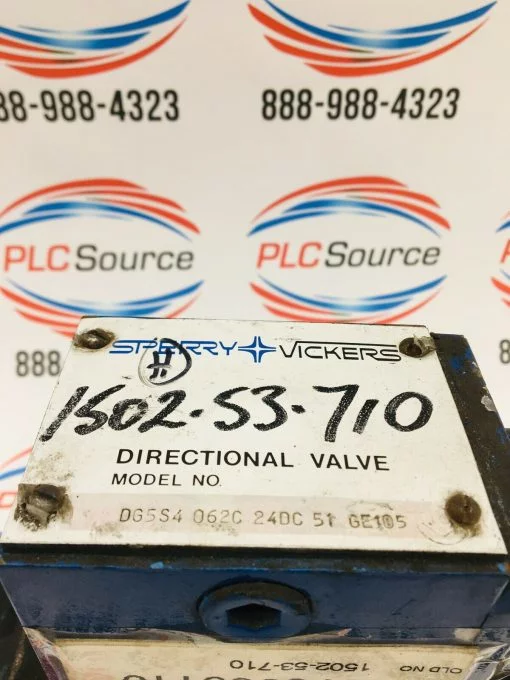 888-988-4323
888-988-4323
PLCSource
PLCSource
888-
SPERRY VICKERS
1502-53-710
DIRECTIONAL VALVE
MODEL NO.
DG5S4 062C 24DC 51 GE105
OLD NO
1502-53-710